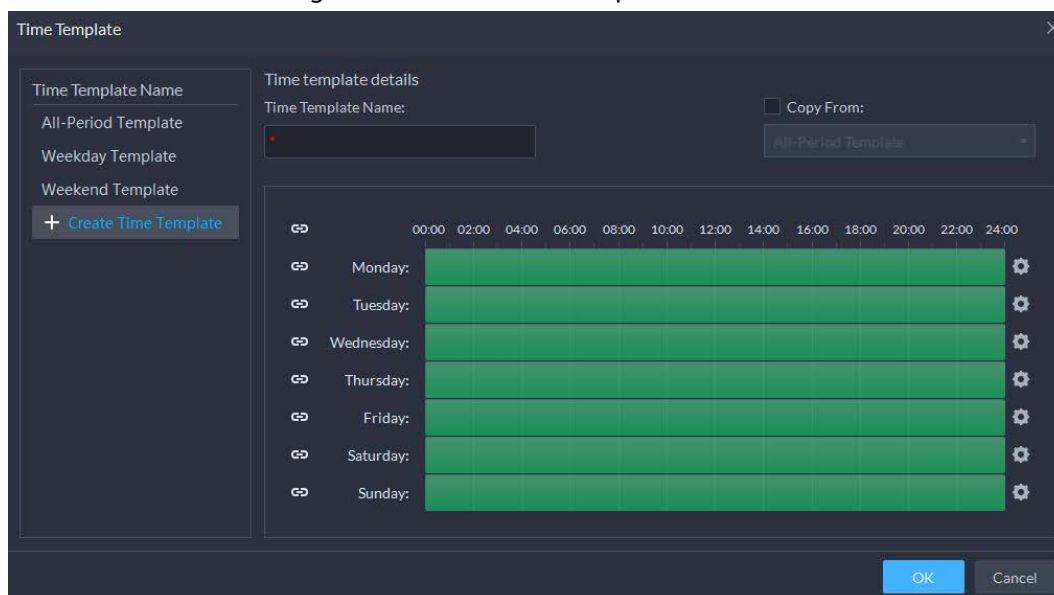 Time Template
Time Template Name
All-Period Template
Weekday Template
Weekend Template
+ Create Time Template
Time template details
Time Template Name:
Copy From:
*
All-Period Template
00:00 02:00 04:00 06:00 08:00 10:00 12:00 14:00 16:00 18:00 20:00 22:00 24:00
Monday:
Tuesday:
Wednesday:
Thursday:
Friday:
Saturday:
Sunday:
OK Cancel